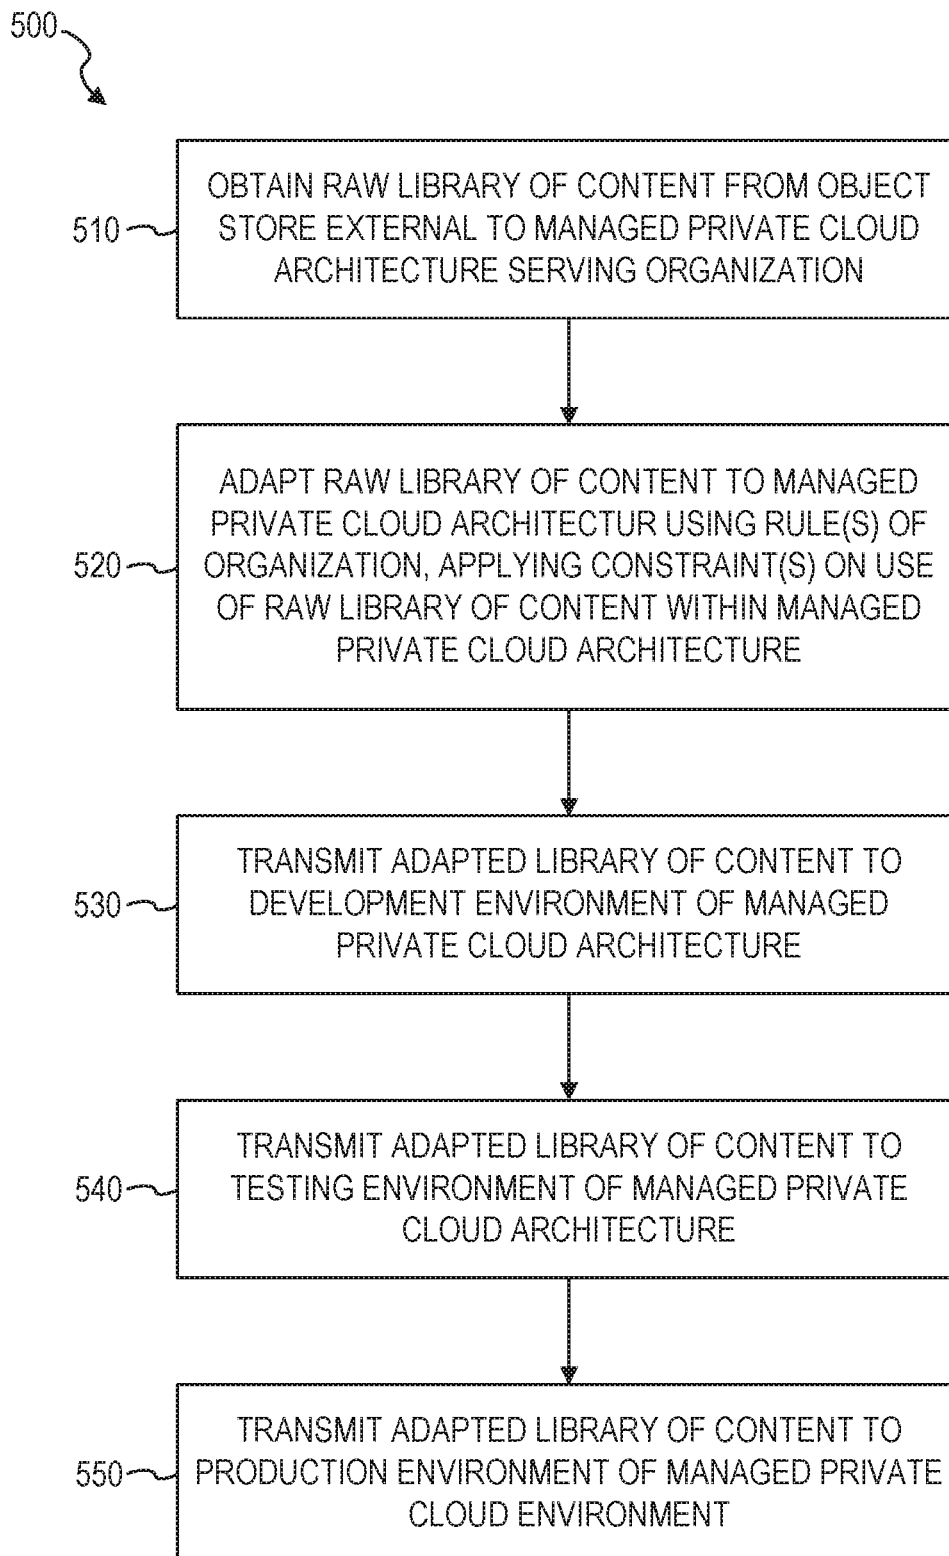 500
OBTAIN RAW LIBRARY OF CONTENT FROM OBJECT
STORE EXTERNAL TO MANAGED PRIVATE CLOUD
ARCHITECTURE SERVING ORGANIZATION
510
ADAPT RAW LIBRARY OF CONTENT TO MANAGED
PRIVATE CLOUD ARCHITECTUR USING RULE(S) OF
ORGANIZATION, APPLYING CONSTRAINT(S) ON USE
OF RAW LIBRARY OF CONTENT WITHIN MANAGED
PRIVATE CLOUD ARCHITECTURE
520
TRANSMIT ADAPTED LIBRARY OF CONTENT TO
DEVELOPMENT ENVIRONMENT OF MANAGED
PRIVATE CLOUD ARCHITECTURE
530
TRANSMIT ADAPTED LIBRARY OF CONTENT TO
TESTING ENVIRONMENT OF MANAGED PRIVATE
CLOUD ARCHITECTURE
540
TRANSMIT ADAPTED LIBRARY OF CONTENT TO
PRODUCTION ENVIRONMENT OF MANAGED PRIVATE
CLOUD ENVIRONMENT
550